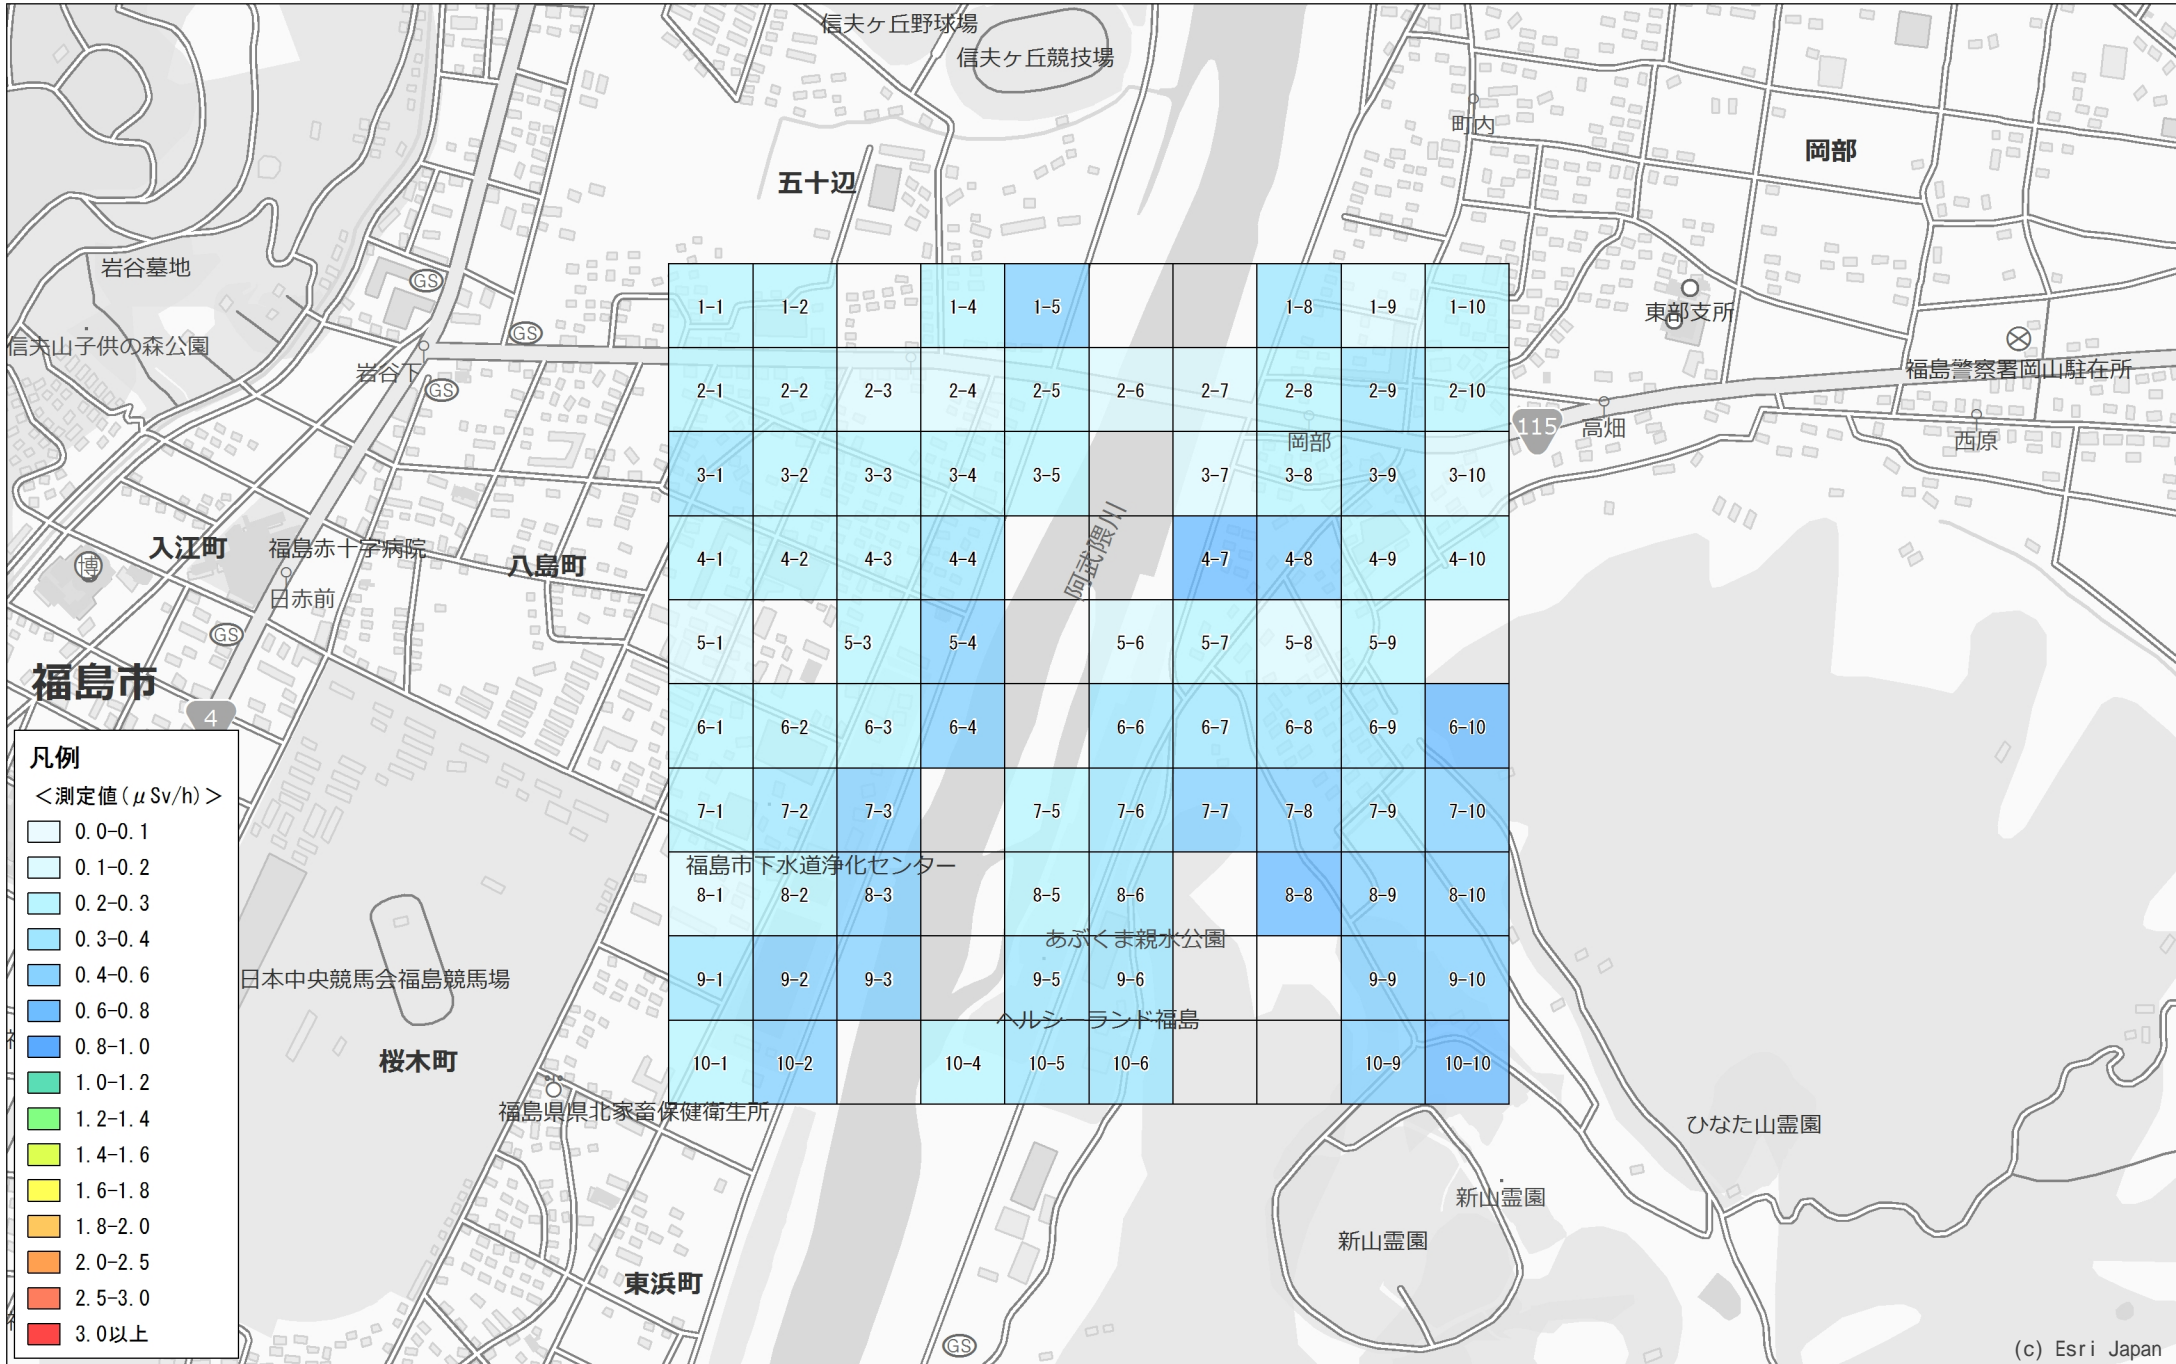 信夫ヶ丘野球場
信夫ヶ丘競技場
町内
岡部
五十辺
岩谷墓地
GS
東部支所
信夫山子供の森公園
GS
岩谷下
GS
福島警察署岡山駐在所
115
高畑
西原
岡部
入江町
福島赤十字病院
八島町
博
日赤前
阿武隈川
GS
福島市
4
1-1 1-2 1-4 1-5 1-8 1-9 1-10
2-1 2-2 2-3 2-4 2-5 2-6 2-7 2-8 2-9 2-10
3-1 3-2 3-3 3-4 3-5 3-7 3-8 3-9 3-10
4-1 4-2 4-3 4-4 4-7 4-8 4-9 4-10
5-1 5-3 5-4 5-6 5-7 5-8 5-9
6-1 6-2 6-3 6-4 6-6 6-7 6-8 6-9 6-10
7-1 7-2 7-3 7-5 7-6 7-7 7-8 7-9 7-10
福島市下水道浄化センター
8-1 8-2 8-3 8-5 8-6 8-8 8-9 8-10
あぶくま親水公園
9-1 9-2 9-3 9-5 9-6 9-9 9-10
ヘルシーランド福島
10-1 10-2 10-4 10-5 10-6 10-9 10-10
日本中央競馬会福島競馬場
桜木町
福島県県北家畜保健衛生所
ひなた山霊園
新山霊園
新山霊園
東浜町
GS
凡例
＜測定値(μSv/h)＞
0.0-0.1
0.1-0.2
0.2-0.3
0.3-0.4
0.4-0.6
0.6-0.8
0.8-1.0
1.0-1.2
1.2-1.4
1.4-1.6
1.6-1.8
1.8-2.0
2.0-2.5
2.5-3.0
3.0以上
(c) Esri Japan